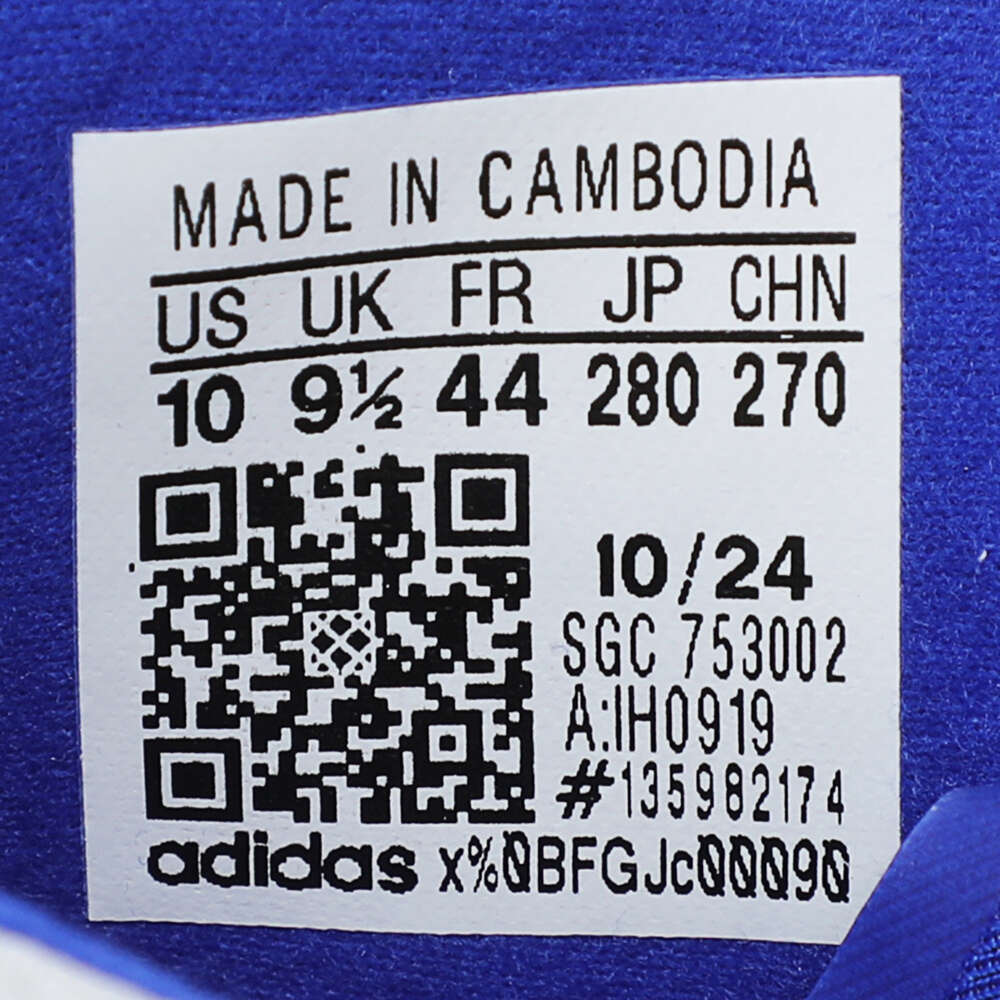 MADE IN CAMBODIA
US UK FR JP CHN
10 9½ 44 280 270
10/24
SGC 753002
A:IH0919
#135982174
adidas x%0BFGJc000090